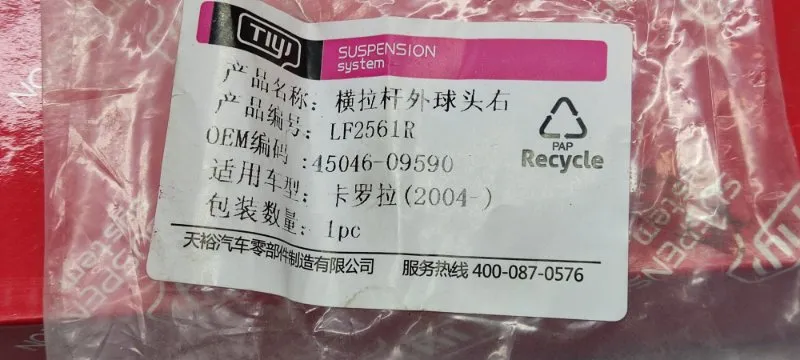 TIYI
SUSPENSION
system
产品名称：横拉杆外球头右
产品编号：LF2561R
OEM编码：45046-09590
适用车型：卡罗拉(2004-)
包装数量：1pc
PAP
Recycle
天裕汽车零部件制造有限公司 服务热线 400-087-0576